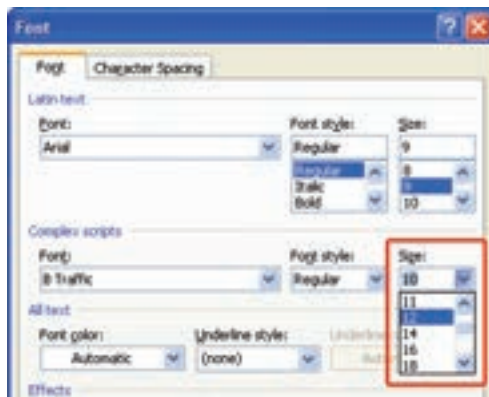 Font
Font Character Spacing
Latin text
Font: Font style: Size:
Arial Regular 9
Regular 8
Italic 9
Bold 10
Complex scripts
Font: Font style: Size:
B Traffic Regular 10
11
12
14
16
18
All text
Font color: Underline style: Underline
Automatic (none)
Effects